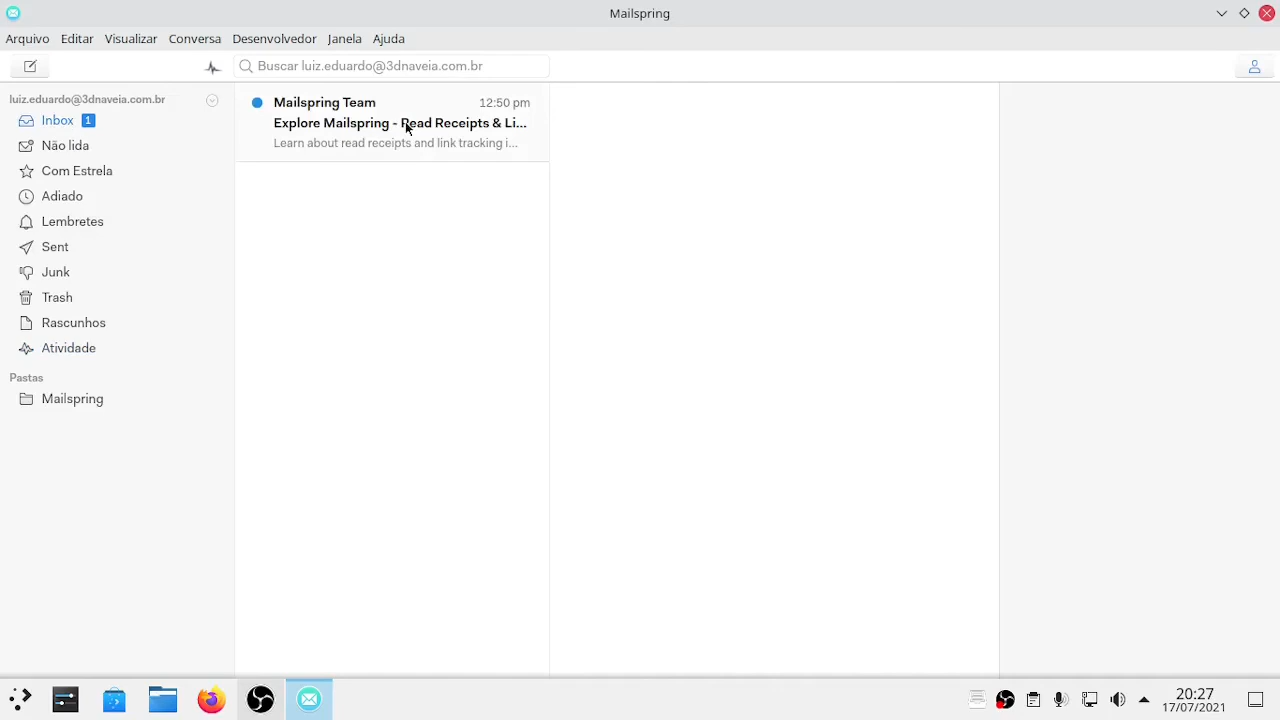 Mailspring
Arquivo Editar Visualizar Conversa Desenvolvedor Janela Ajuda
Buscar luiz.eduardo@3dnaveia.com.br
luiz.eduardo@3dnaveia.com.br
Inbox 1
Não lida
Com Estrela
Adiado
Lembretes
Sent
Junk
Trash
Rascunhos
Atividade
Pastas
Mailspring
Mailspring Team 12:50 pm
Explore Mailspring - Read Receipts & Li...
Learn about read receipts and link tracking i...
20:27
17/07/2021